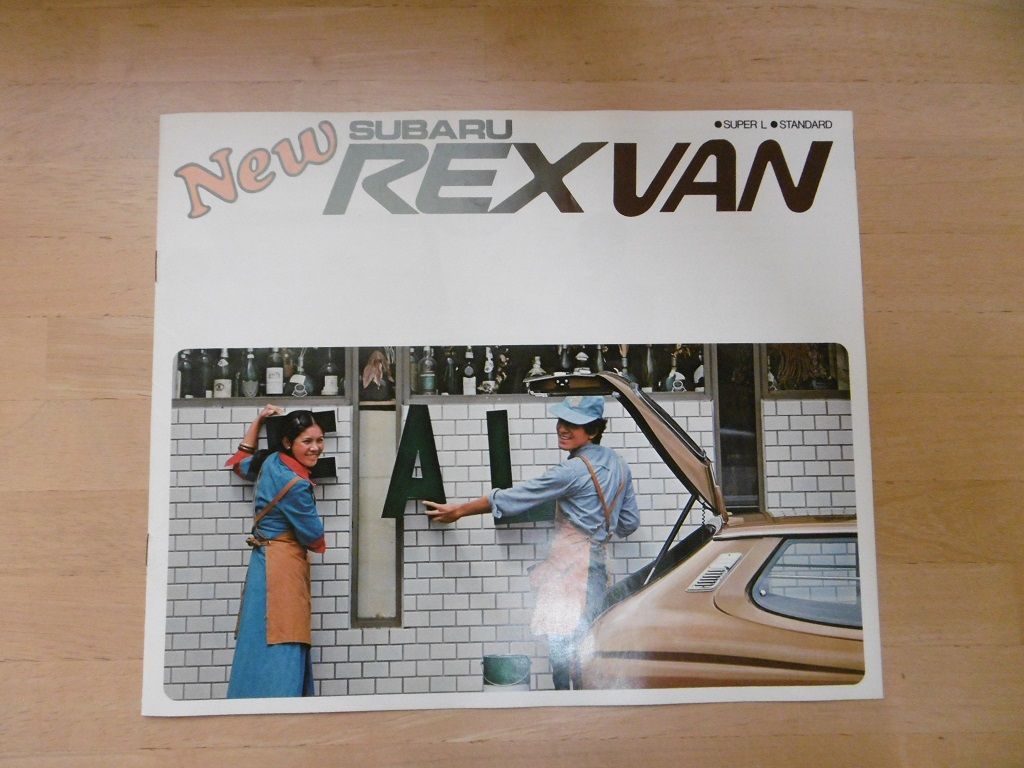 New
SUBARU
REX VAN
●SUPER L ●STANDARD
E A L